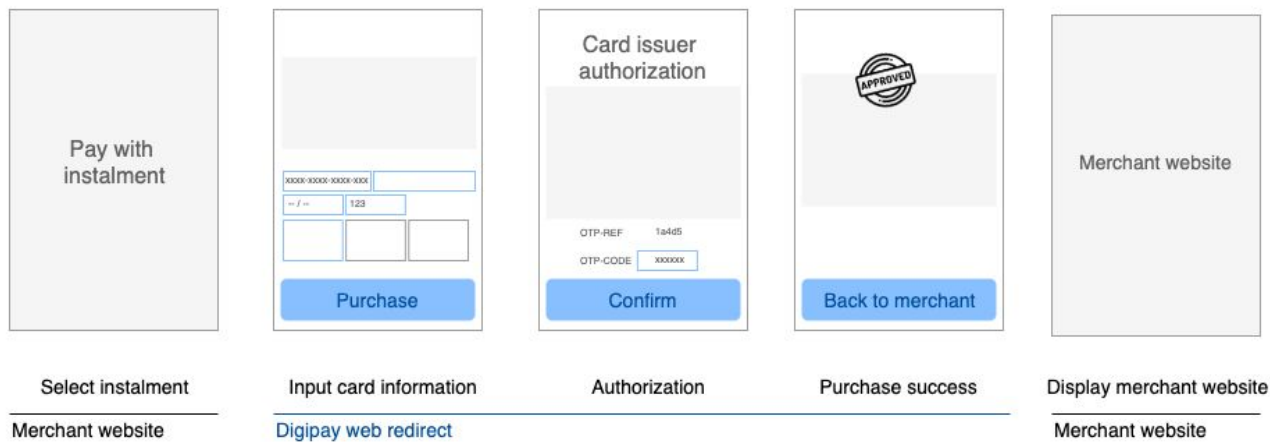 Pay with
instalment
xxxx-xxxx-xxxx-xxx
-- / --
123
Purchase
Card issuer
authorization
OTP-REF 1a4d5
OTP-CODE xxxxxx
Confirm
APPROVED
Back to merchant
Merchant website
Select instalment
Input card information
Authorization
Purchase success
Display merchant website
Merchant website
Digipay web redirect
Merchant website